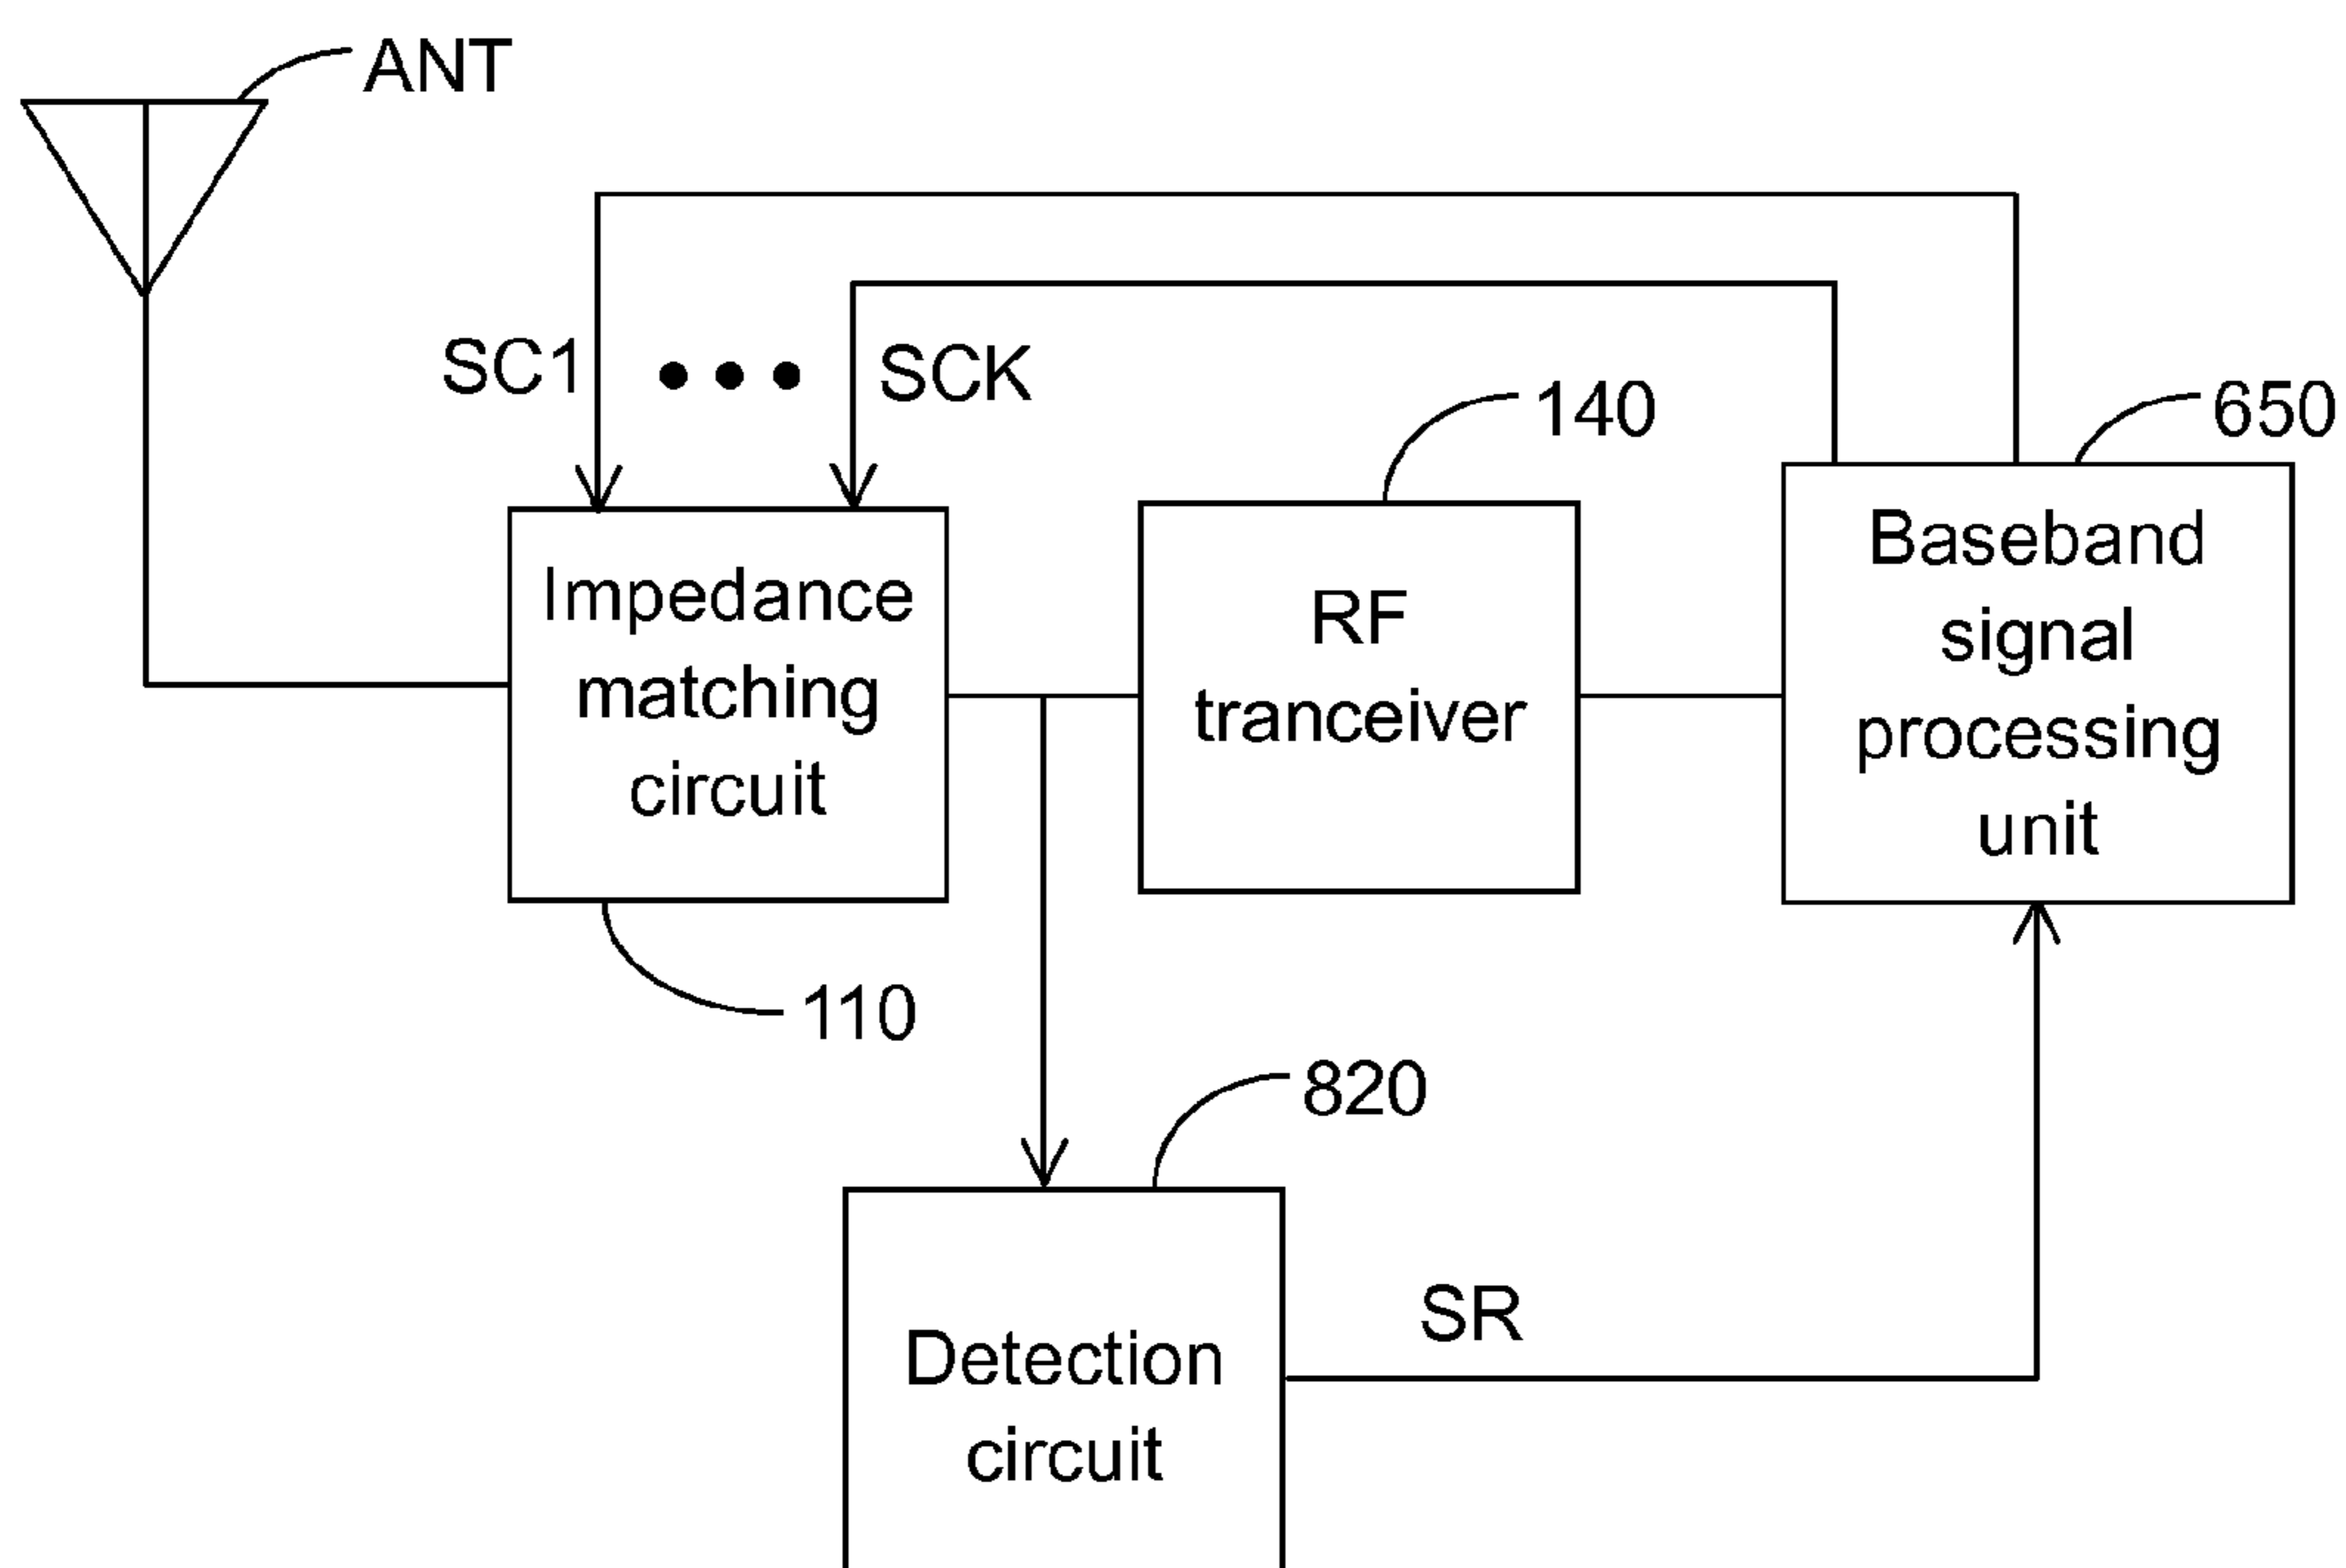 ANT
SC1
SCK
140
650
Impedance
matching
circuit
RF
tranceiver
Baseband
signal
processing
unit
110
820
SR
Detection
circuit